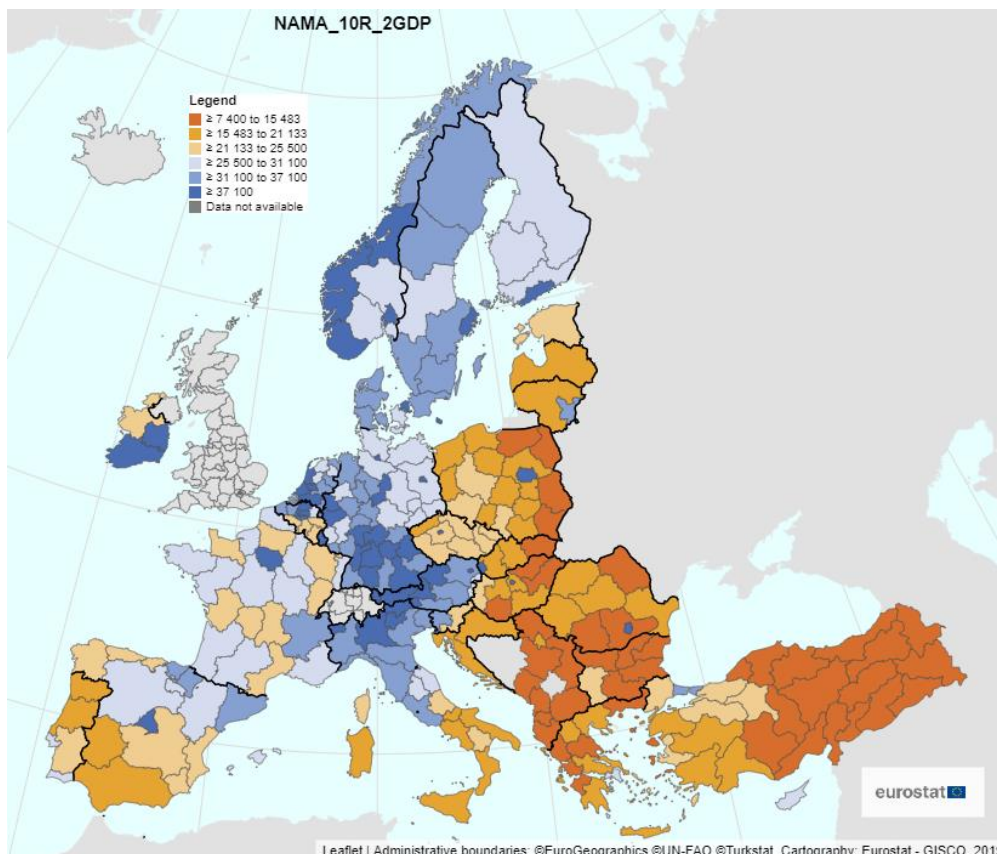 NAMA_10R_2GDP
Legend
≥ 7 400 to 15 483
≥ 15 483 to 21 133
≥ 21 133 to 25 500
≥ 25 500 to 31 100
≥ 31 100 to 37 100
≥ 37 100
Data not available
eurostat
Leaflet | Administrative boundaries: ©EuroGeographics ©UN-FAO ©Turkstat, Cartography: Eurostat - GISCO, 201